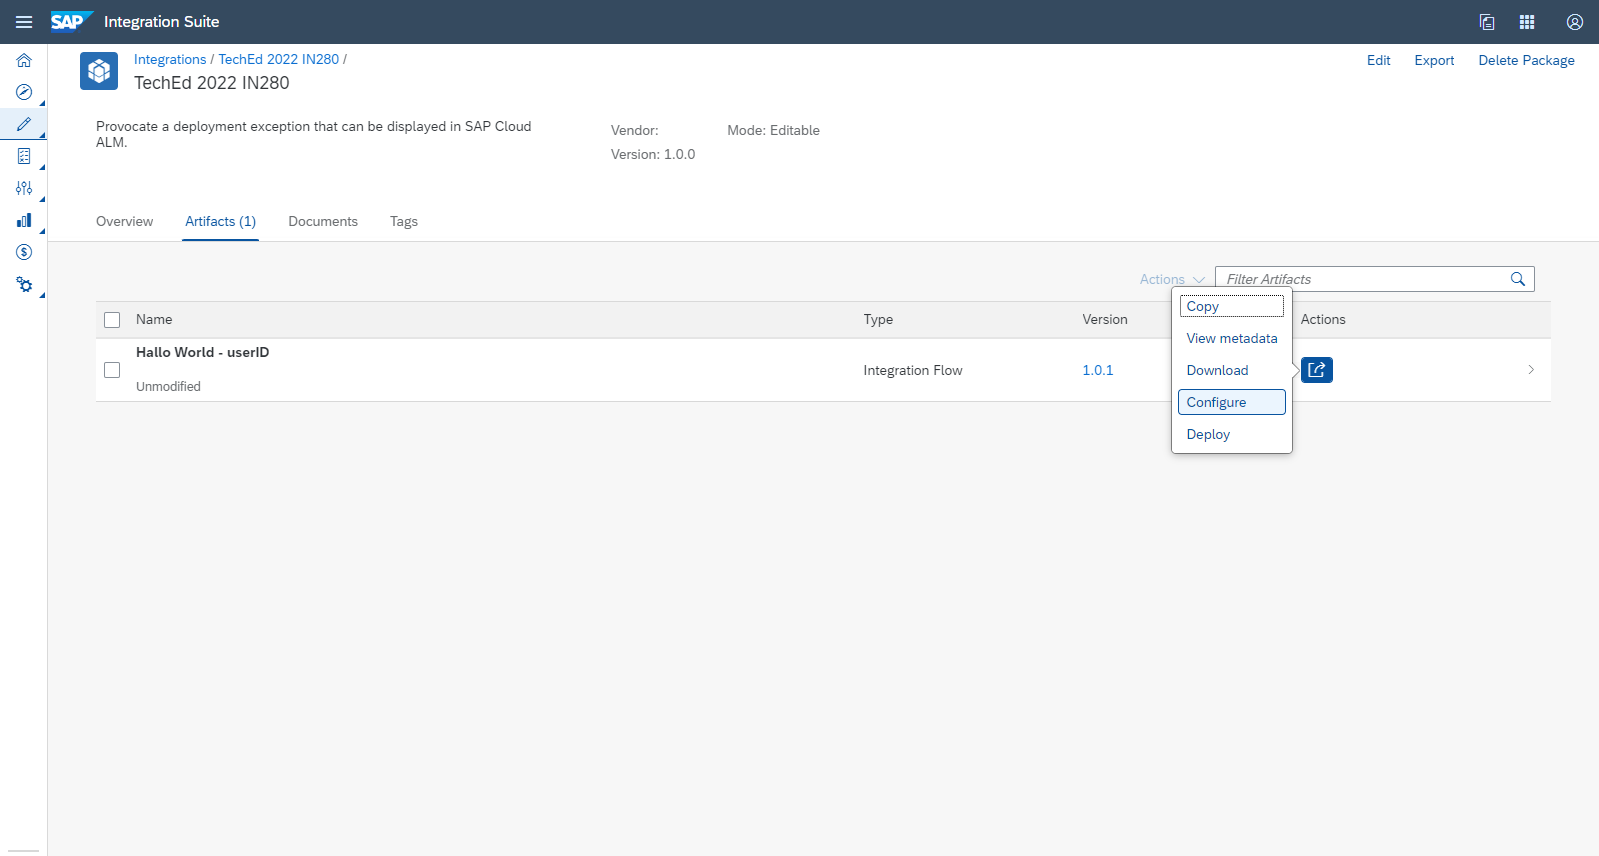 SAP Integration Suite
Integrations / TechEd 2022 IN280 /
TechEd 2022 IN280
Edit
Export
Delete Package
Provocate a deployment exception that can be displayed in SAP Cloud
ALM.
Vendor:
Mode: Editable
Version: 1.0.0
Overview
Artifacts (1)
Documents
Tags
Actions
Filter Artifacts
Name
Type
Version
Actions
Hallo World - userID
Unmodified
Integration Flow
1.0.1
Copy
View metadata
Download
Configure
Deploy